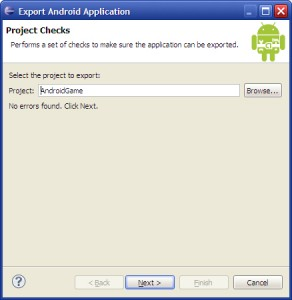 Export Android Application
Project Checks
Performs a set of checks to make sure the application can be exported.
Select the project to export:
Project: AndroidGame Browse...
No errors found. Click Next.
? < Back Next > Finish Cancel